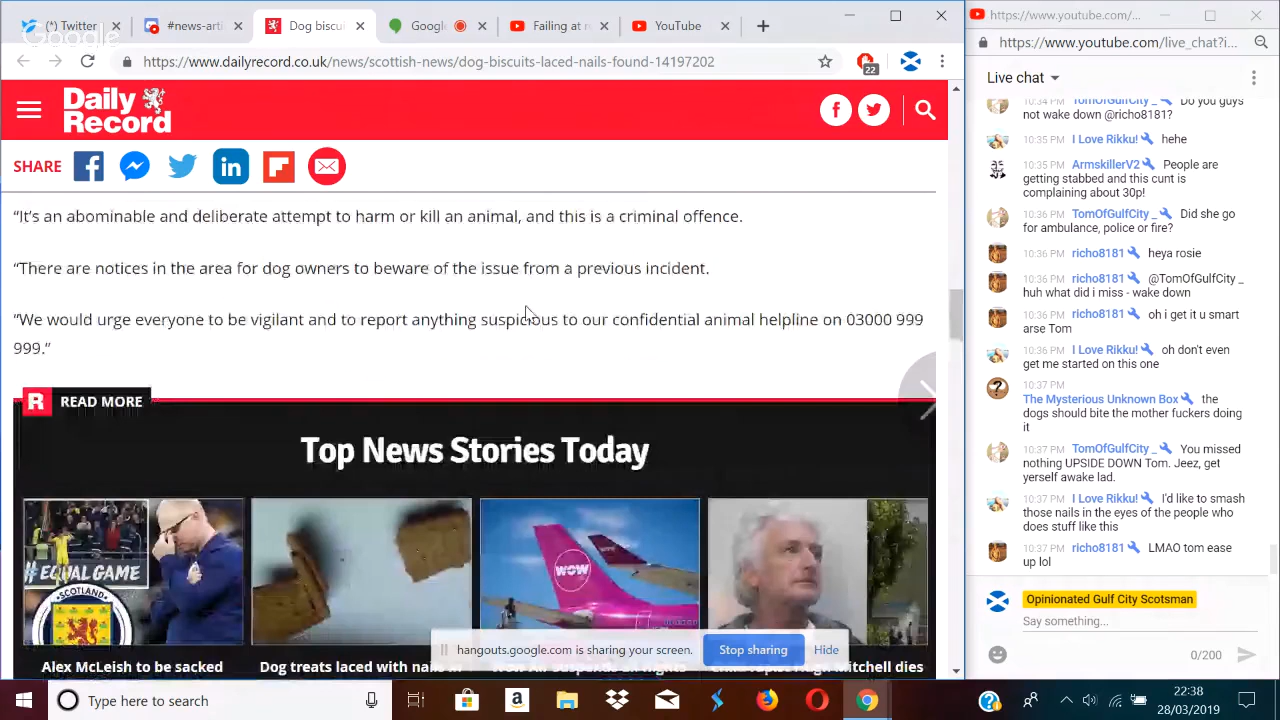 (*) Twitter
#news-arti
Dog biscui
Google
Failing at r
YouTube
Google
https://www.dailyrecord.co.uk/news/scottish-news/dog-biscuits-laced-nails-found-14197202
22
Daily
Record
SHARE
“It’s an abominable and deliberate attempt to harm or kill an animal, and this is a criminal offence.
“There are notices in the area for dog owners to beware of the issue from a previous incident.
“We would urge everyone to be vigilant and to report anything suspicious to our confidential animal helpline on 03000 999
999.”
R READ MORE
Top News Stories Today
#EQUAL GAME
SCOTLAND
WOW
Alex McLeish to be sacked
Dog treats laced with nails
Mitchell dies
hangouts.google.com is sharing your screen.
Stop sharing
Hide
https://www.youtube.com/...
https://www.youtube.com/live_chat?i...
Live chat
10:34 PM TomOfGulfCity _ Do you guys
not wake down @richo8181?
10:35 PM I Love Rikku! hehe
10:35 PM ArmskillerV2 People are
getting stabbed and this cunt is
complaining about 30p!
10:36 PM TomOfGulfCity _ Did she go
for ambulance, police or fire?
10:36 PM richo8181 heya rosie
10:36 PM richo8181 @TomOfGulfCity _
huh what did i miss - wake down
10:36 PM richo8181 oh i get it u smart
arse Tom
10:36 PM I Love Rikku! oh don't even
get me started on this one
10:37 PM
The Mysterious Unknown Box the
dogs should bite the mother fuckers doing
it
10:37 PM TomOfGulfCity _ You missed
nothing UPSIDE DOWN Tom. Jeez, get
yerself awake lad.
10:37 PM I Love Rikku! I'd like to smash
those nails in the eyes of the people who
does stuff like this
10:37 PM richo8181 LMAO tom ease
up lol
Opinionated Gulf City Scotsman
Say something...
0/200
Type here to search
22:38
28/03/2019